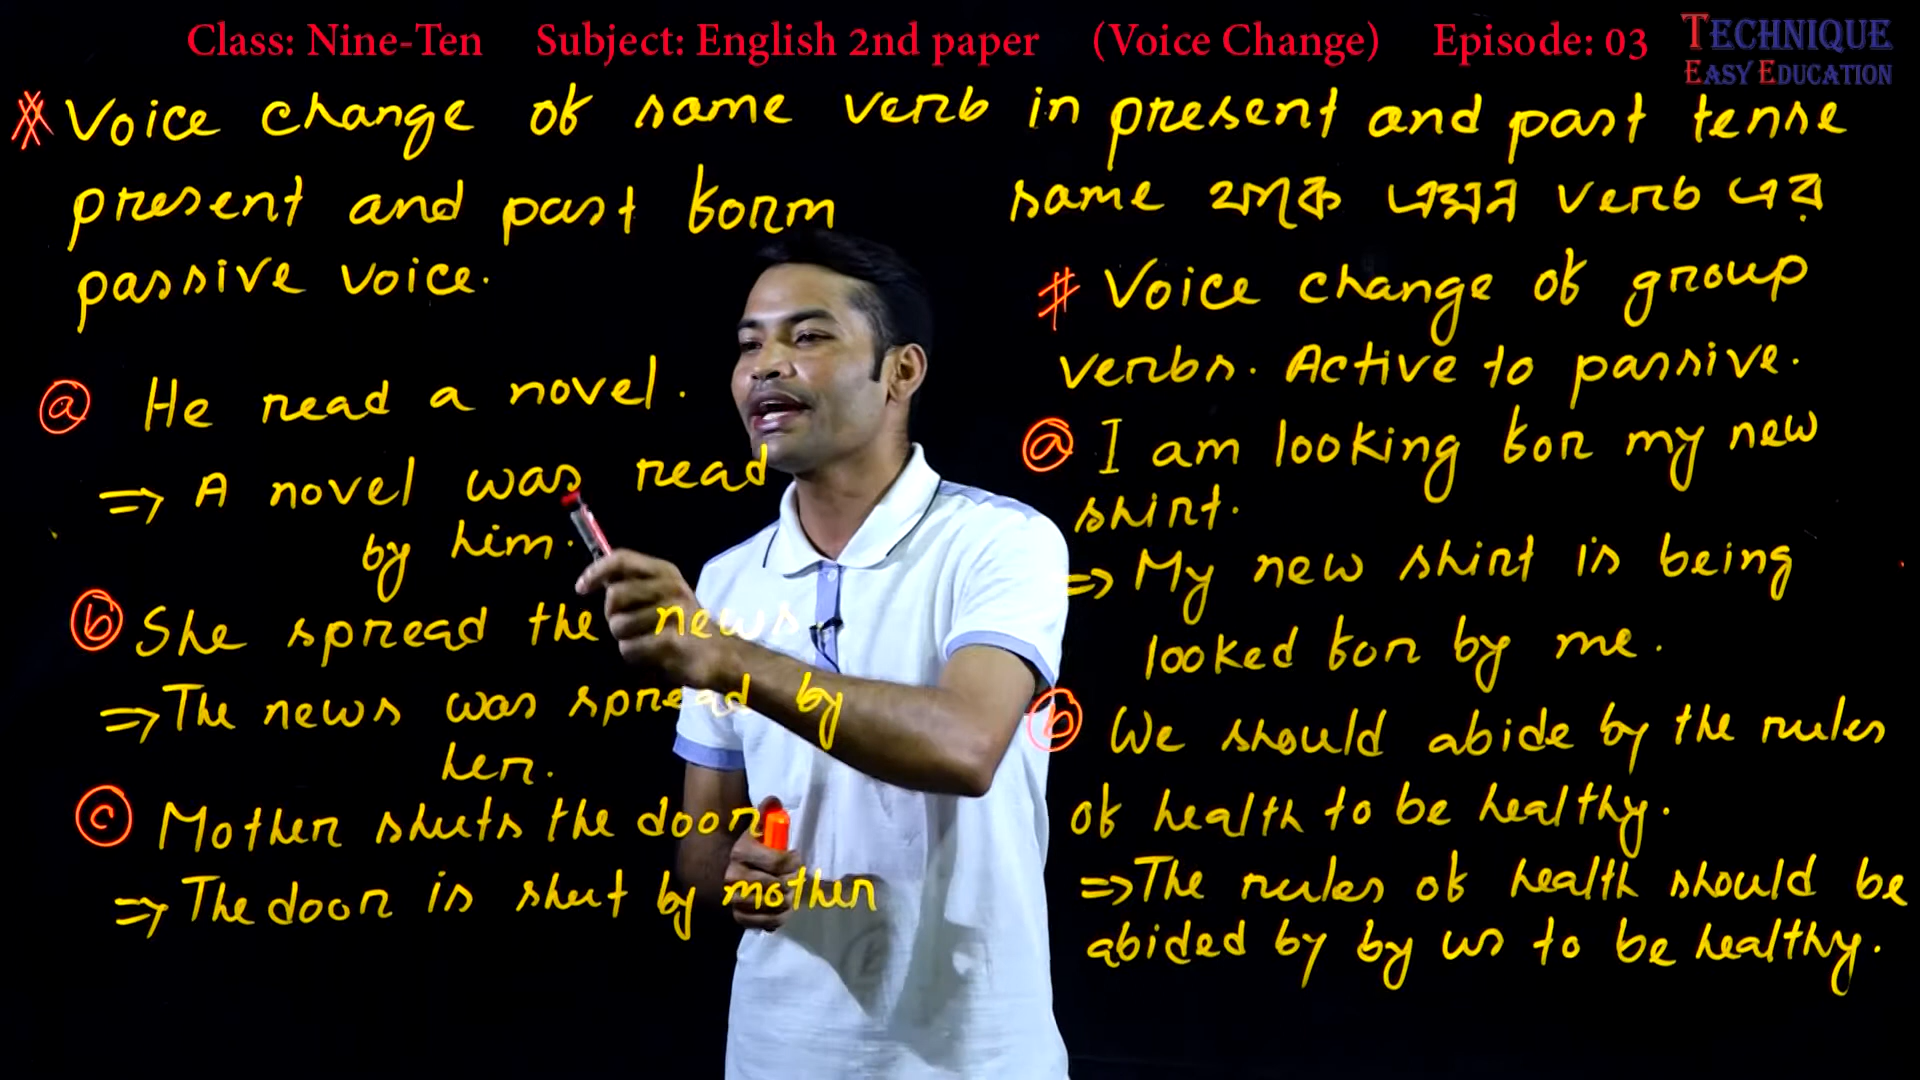 Class: Nine-Ten Subject: English 2nd paper (Voice Change) Episode: 03
TECHNIQUE
EASY EDUCATION
Voice change of same verb in present and past tense
present and past form same থাকে এমন verb এর
passive voice.
(a) He read a novel.
=> A novel was read
by him.
(b) She spread the news.
=> The news was spread by
her.
(c) Mother shuts the door
=> The door is shut by mother
# Voice change of group
verbs. Active to passive.
(a) I am looking for my new
shirt.
=> My new shirt is being
looked for by me.
(b) We should abide by the rules
of health to be healthy.
=> The rules of health should be
abided by by us to be healthy.